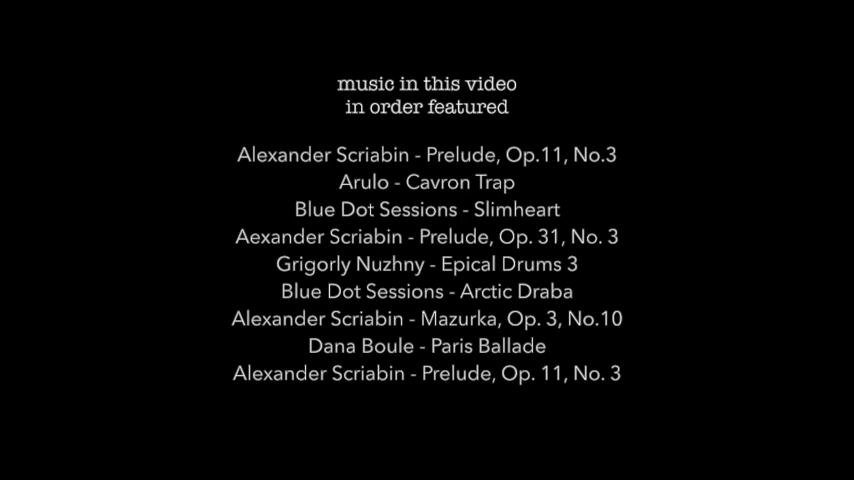 music in this video
in order featured
Alexander Scriabin - Prelude, Op.11, No.3
Arulo - Cavron Trap
Blue Dot Sessions - Slimheart
Aexander Scriabin - Prelude, Op. 31, No. 3
Grigorly Nuzhny - Epical Drums 3
Blue Dot Sessions - Arctic Draba
Alexander Scriabin - Mazurka, Op. 3, No.10
Dana Boule - Paris Ballade
Alexander Scriabin - Prelude, Op. 11, No. 3